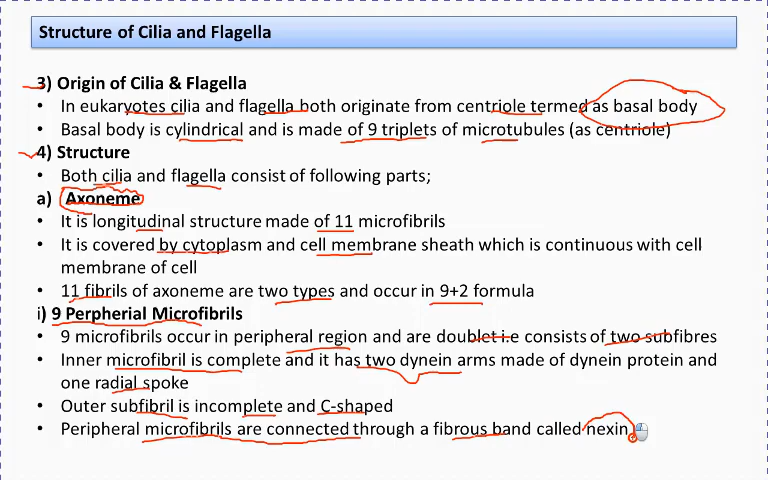 Structure of Cilia and Flagella
3) Origin of Cilia & Flagella
• In eukaryotes cilia and flagella both originate from centriole termed as basal body
• Basal body is cylindrical and is made of 9 triplets of microtubules (as centriole)
4) Structure
• Both cilia and flagella consist of following parts;
a) Axoneme
• It is longitudinal structure made of 11 microfibrils
• It is covered by cytoplasm and cell membrane sheath which is continuous with cell
membrane of cell
• 11 fibrils of axoneme are two types and occur in 9+2 formula
i) 9 Perpherial Microfibrils
• 9 microfibrils occur in peripheral region and are doublet i.e consists of two subfibres
• Inner microfibril is complete and it has two dynein arms made of dynein protein and
one radial spoke
• Outer subfibril is incomplete and C-shaped
• Peripheral microfibrils are connected through a fibrous band called nexin